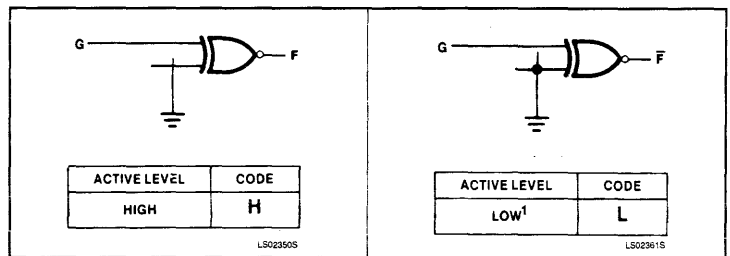 G F
ACTIVE LEVEL CODE
HIGH H
LS02350S
G F̅
ACTIVE LEVEL CODE
LOW¹ L
LS02361S